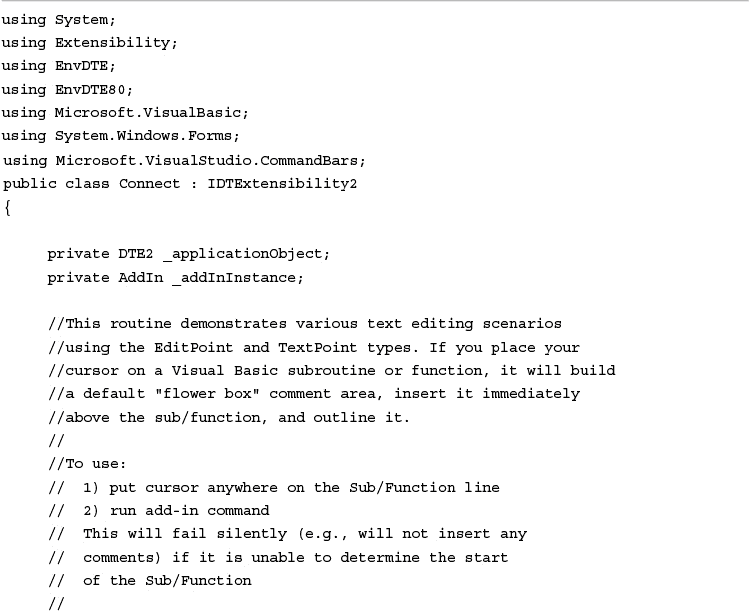 using System;
using Extensibility;
using EnvDTE;
using EnvDTE80;
using Microsoft.VisualBasic;
using System.Windows.Forms;
using Microsoft.VisualStudio.CommandBars;
public class Connect : IDTExtensibility2
{
private DTE2 _applicationObject;
private AddIn _addInInstance;
//This routine demonstrates various text editing scenarios
//using the EditPoint and TextPoint types. If you place your
//cursor on a Visual Basic subroutine or function, it will build
//a default "flower box" comment area, insert it immediately
//above the sub/function, and outline it.
//
//To use:
//  1) put cursor anywhere on the Sub/Function line
//  2) run add-in command
//  This will fail silently (e.g., will not insert any
//  comments) if it is unable to determine the start
//  of the Sub/Function
//